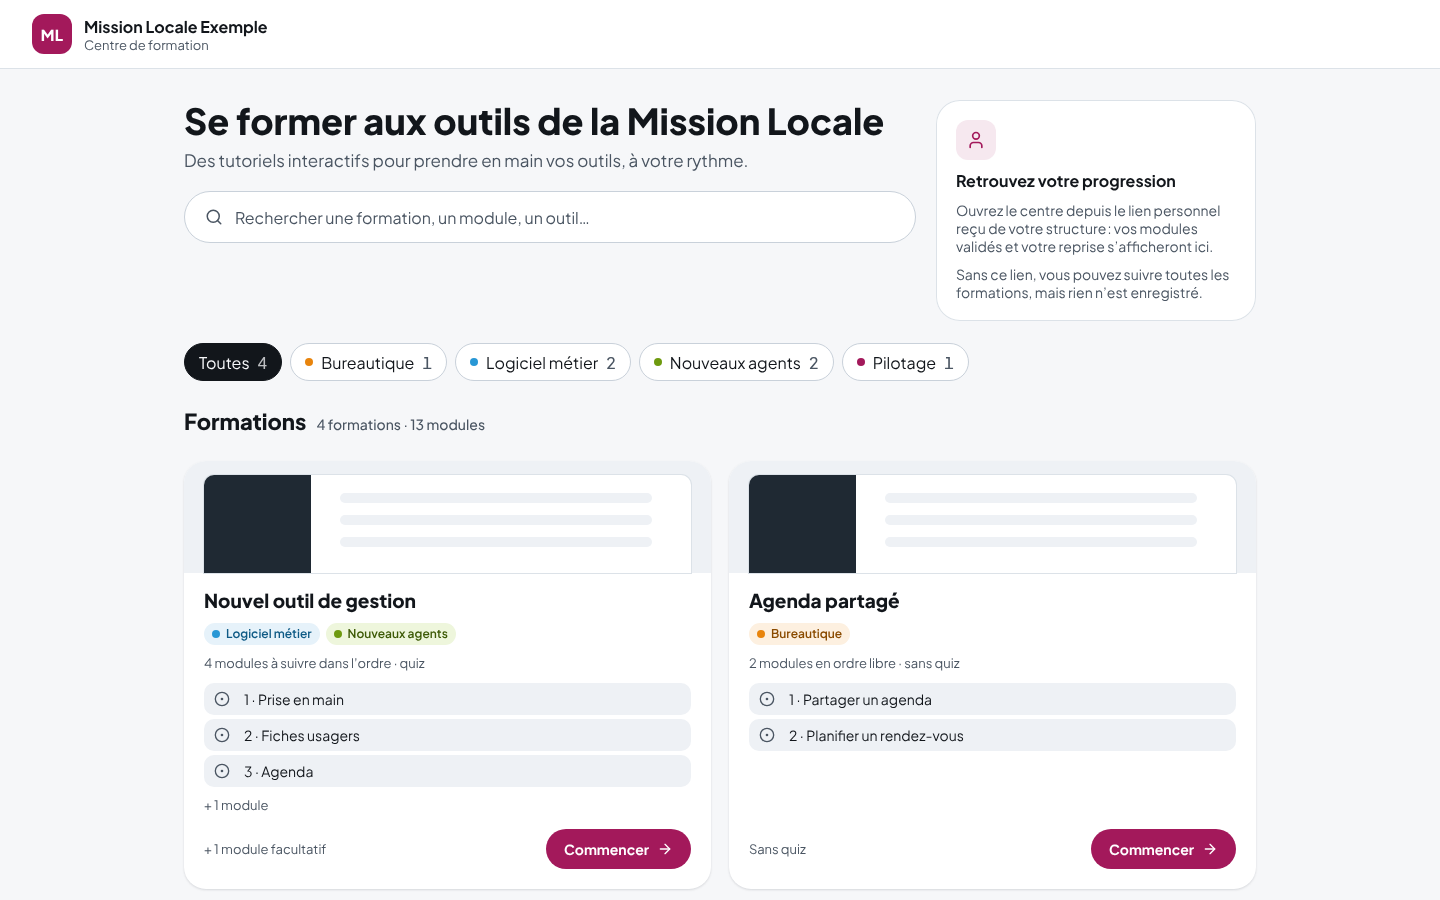 ML
Mission Locale Exemple
Centre de formation
Se former aux outils de la Mission Locale
Des tutoriels interactifs pour prendre en main vos outils, à votre rythme.
Rechercher une formation, un module, un outil…
Retrouvez votre progression
Ouvrez le centre depuis le lien personnel
reçu de votre structure : vos modules
validés et votre reprise s’afficheront ici.
Sans ce lien, vous pouvez suivre toutes les
formations, mais rien n’est enregistré.
Toutes 4
Bureautique 1
Logiciel métier 2
Nouveaux agents 2
Pilotage 1
Formations 4 formations · 13 modules
Nouvel outil de gestion
Logiciel métier Nouveaux agents
4 modules à suivre dans l’ordre · quiz
1 · Prise en main
2 · Fiches usagers
3 · Agenda
+ 1 module
+ 1 module facultatif
Commencer
Agenda partagé
Bureautique
2 modules en ordre libre · sans quiz
1 · Partager un agenda
2 · Planifier un rendez-vous
Sans quiz
Commencer